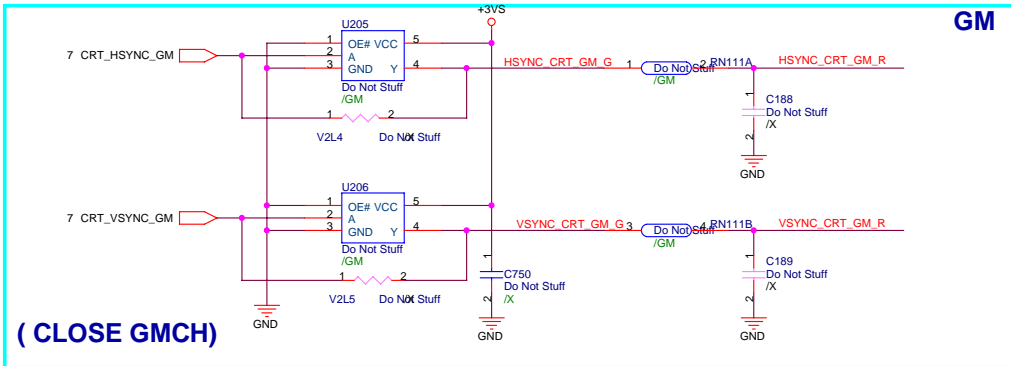 +3VS
GM
U205
7 CRT_HSYNC_GM
1 OE# VCC 5
2 A
3 GND Y 4
Do Not Stuff
/GM
1 2
V2L4 Do Not Stuff
/X
HSYNC_CRT_GM_G 1 Do Not Stuff 2 RN111A HSYNC_CRT_GM_R
/GM
1
C188
Do Not Stuff
/X
2
GND
U206
7 CRT_VSYNC_GM
1 OE# VCC 5
2 A
3 GND Y 4
Do Not Stuff
/GM
1 2
V2L5 Do Not Stuff
/X
VSYNC_CRT_GM_G 3 Do Not Stuff 4 RN111B VSYNC_CRT_GM_R
/GM
1
C750
Do Not Stuff
/X
2
GND
1
C189
Do Not Stuff
/X
2
GND
GND
( CLOSE GMCH)